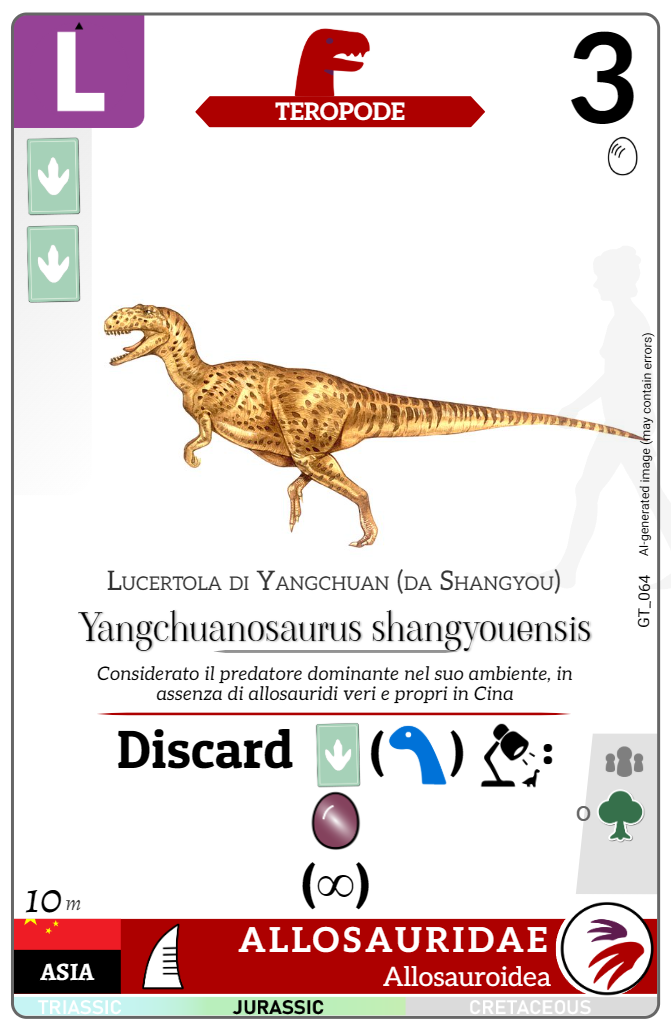 L
TEROPODE
3
AI-generated image (may contain errors)
GT_064
Lucertola di Yangchuan (da Shangyou)
Yangchuanosaurus shangyouensis
Considerato il predatore dominante nel suo ambiente, in
assenza di allosauridi veri e propri in Cina
Discard ( ) :
O
(∞)
10 m
ALLOSAURIDAE
ASIA
Allosauroidea
TRIASSIC JURASSIC CRETACEOUS